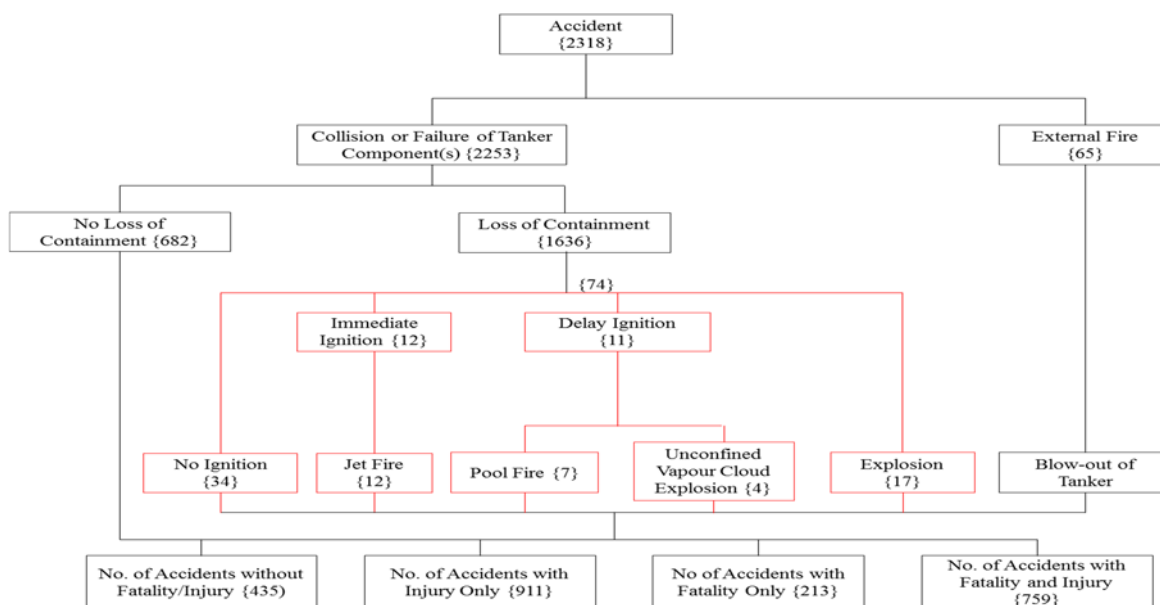 Accident
{2318}
Collision or Failure of Tanker
Component(s) {2253}
External Fire
{65}
No Loss of
Containment {682}
Loss of Containment
{1636}
{74}
Immediate
Ignition {12}
Delay Ignition
{11}
No Ignition
{34}
Jet Fire
{12}
Pool Fire {7}
Unconfined
Vapour Cloud
Explosion {4}
Explosion
{17}
Blow-out of
Tanker
No. of Accidents without
Fatality/Injury {435)
No. of Accidents with
Injury Only {911}
No of Accidents with
Fatality Only {213}
No. of Accidents with
Fatality and Injury
{759}